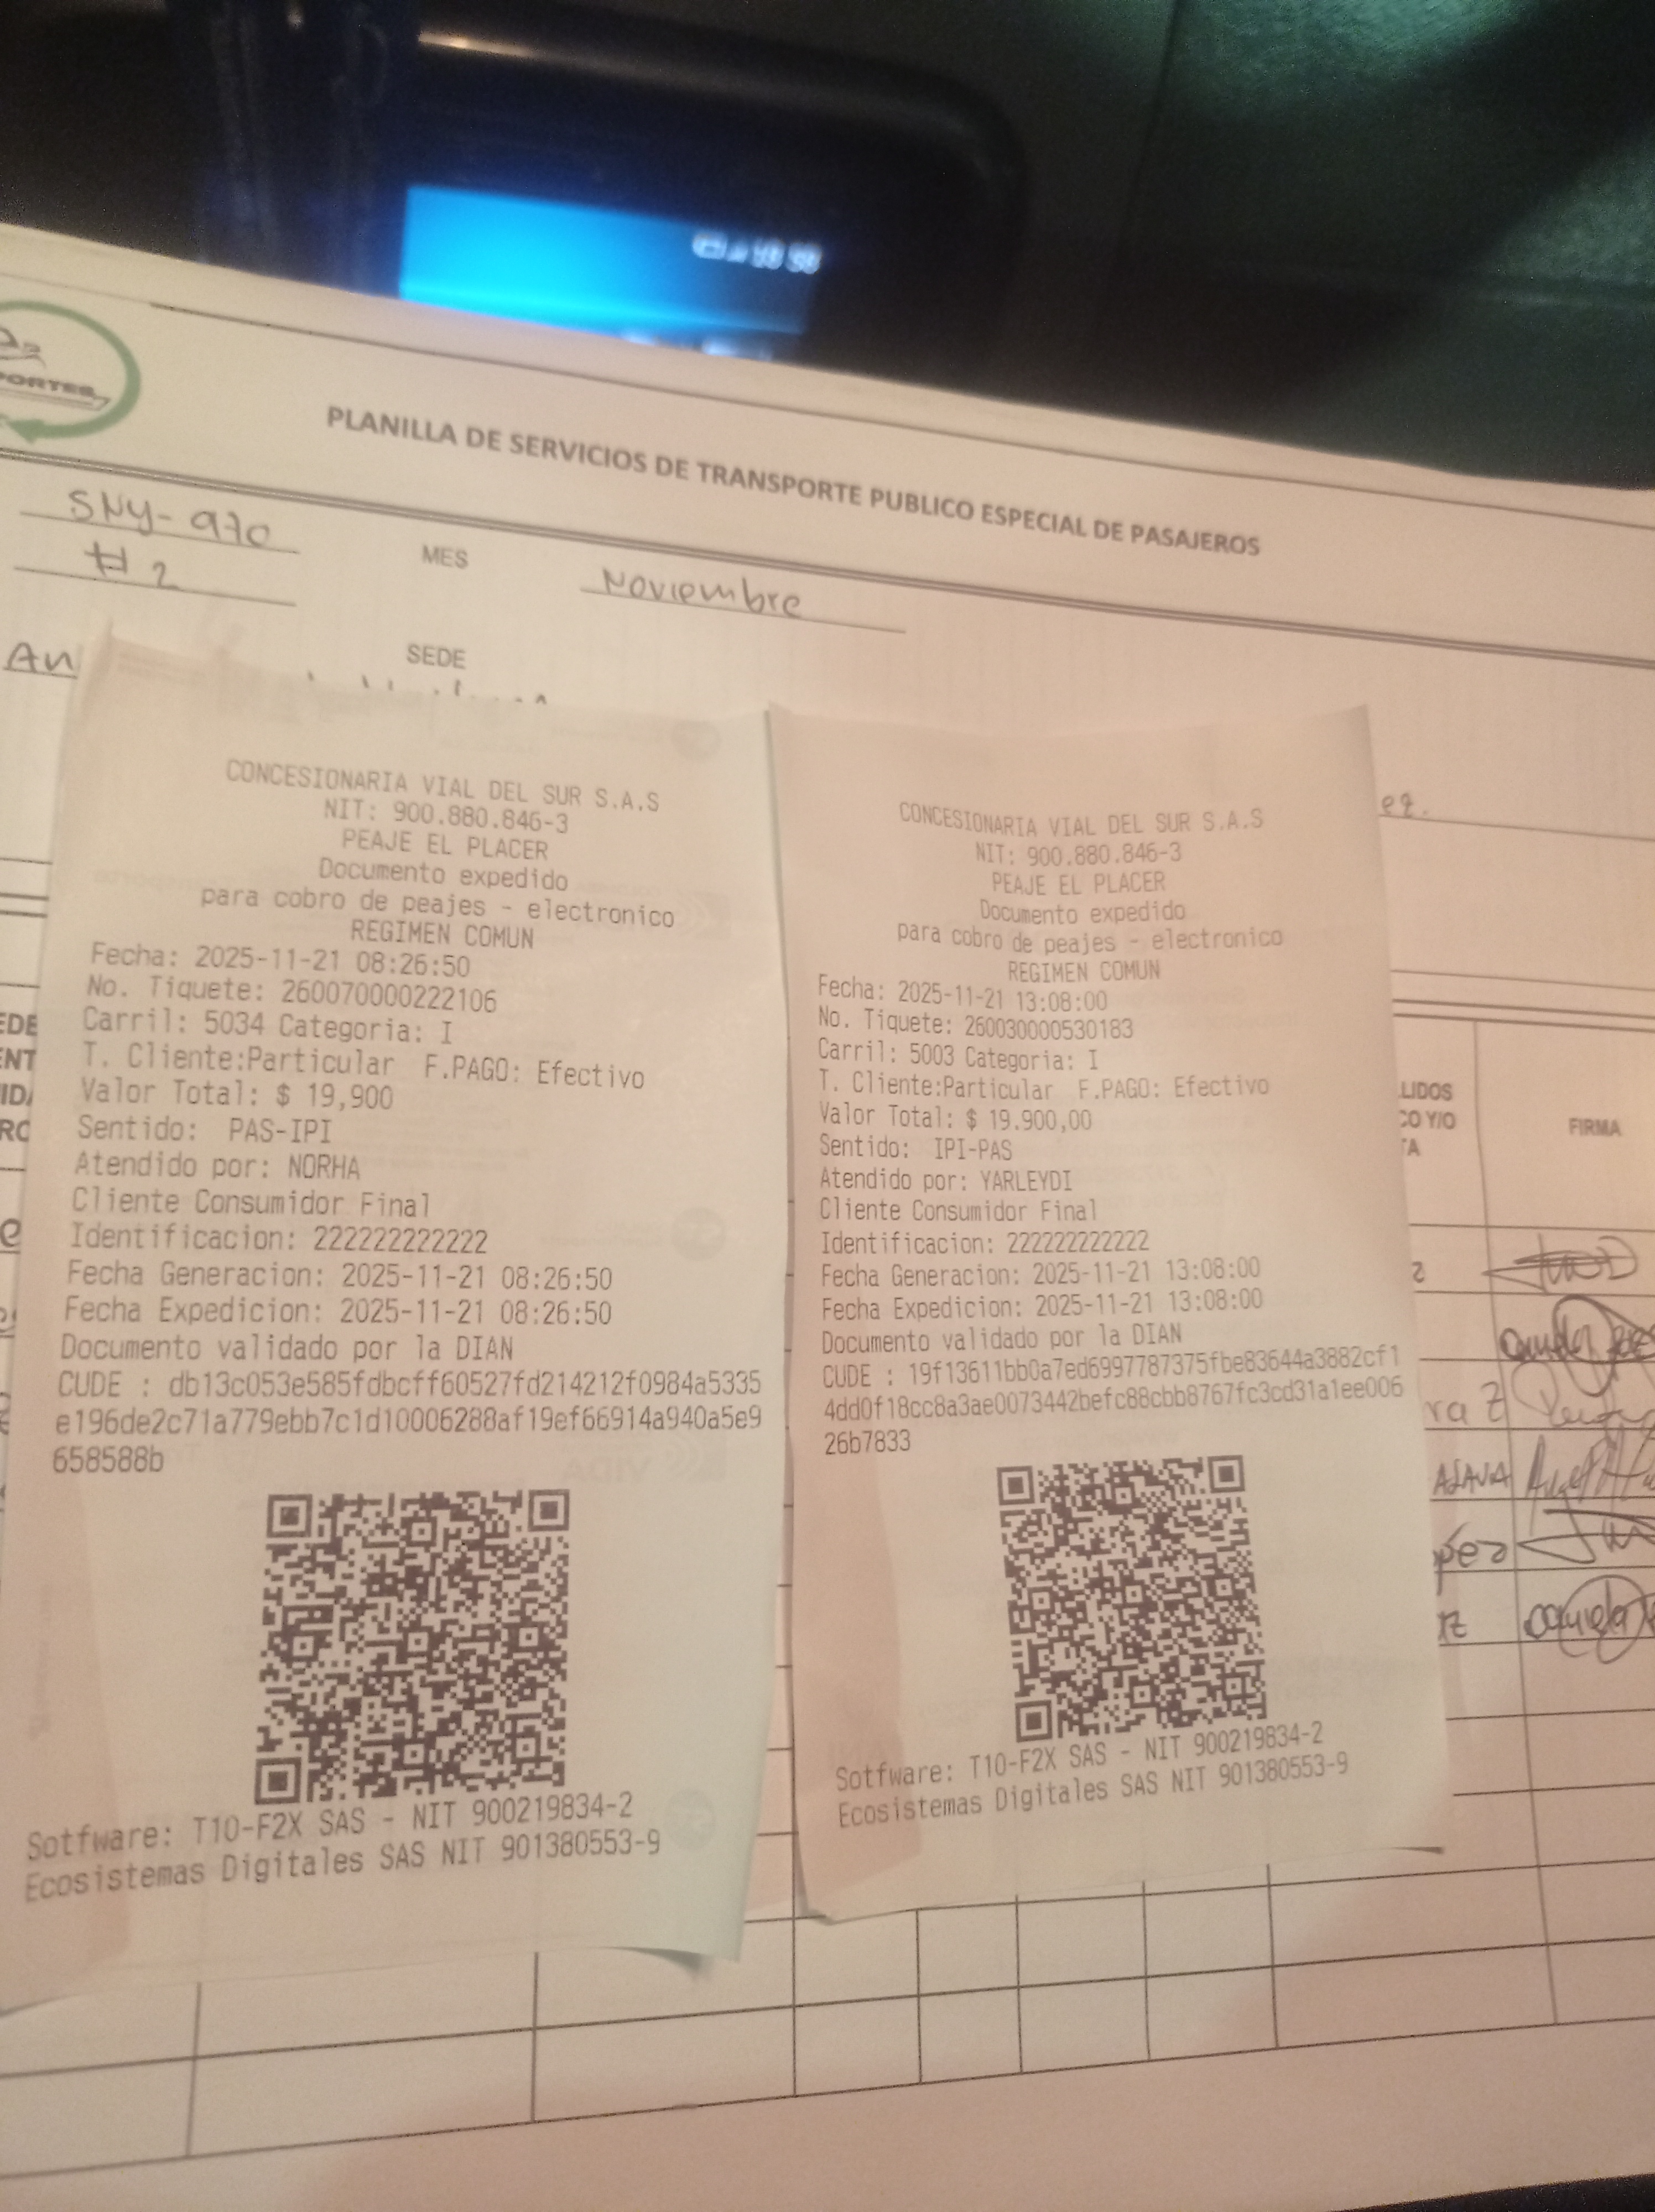 PORTES
PLANILLA DE SERVICIOS DE TRANSPORTE PUBLICO ESPECIAL DE PASAJEROS
SNY-970
#2
MES
Noviembre
An
SEDE
ez.
CONCESIONARIA VIAL DEL SUR S.A.S
NIT: 900.880.846-3
PEAJE EL PLACER
Documento expedido
para cobro de peajes - electronico
REGIMEN COMUN
Fecha: 2025-11-21 08:26:50
No. Tiquete: 260070000222106
Carril: 5034 Categoria: I
T. Cliente:Particular F.PAGO: Efectivo
Valor Total: $ 19,900
Sentido: PAS-IPI
Atendido por: NORHA
Cliente Consumidor Final
Identificacion: 222222222222
Fecha Generacion: 2025-11-21 08:26:50
Fecha Expedicion: 2025-11-21 08:26:50
Documento validado por la DIAN
CUDE : db13c053e585fdbcff60527fd214212f0984a5335
e196de2c71a779ebb7c1d10006288af19ef66914a940a5e9
658588b
Sotfware: T10-F2X SAS - NIT 900219834-2
Ecosistemas Digitales SAS NIT 901380553-9
CONCESIONARIA VIAL DEL SUR S.A.S
NIT: 900.880.846-3
PEAJE EL PLACER
Documento expedido
para cobro de peajes - electronico
REGIMEN COMUN
Fecha: 2025-11-21 13:08:00
No. Tiquete: 260030000530183
Carril: 5003 Categoria: I
T. Cliente:Particular F.PAGO: Efectivo
Valor Total: $ 19.900,00
Sentido: IPI-PAS
Atendido por: YARLEYDI
Cliente Consumidor Final
Identificacion: 222222222222
Fecha Generacion: 2025-11-21 13:08:00
Fecha Expedicion: 2025-11-21 13:08:00
Documento validado por la DIAN
CUDE : 19f13611bb0a7ed6997787375fbe83644a3882cf1
4dd0f18cc8a3ae0073442befc88cbb8767fc3cd31a1ee006
26b7833
Sotfware: T10-F2X SAS - NIT 900219834-2
Ecosistemas Digitales SAS NIT 901380553-9
LIDOS
CO Y/O
TA
FIRMA